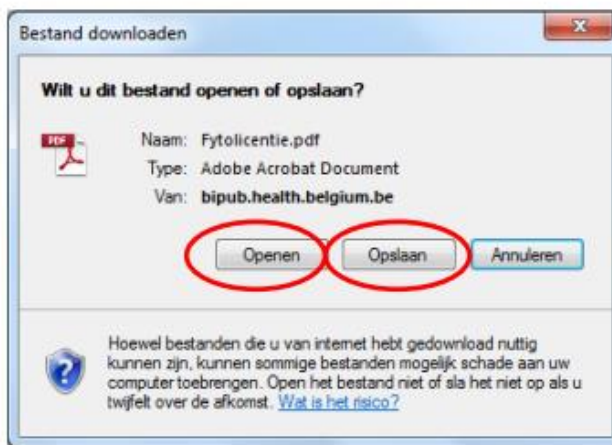 Bestand downloaden
Wilt u dit bestand openen of opslaan?
PDF
Naam: Fytolicentie.pdf
Type: Adobe Acrobat Document
Van: bipub.health.belgium.be
Openen Opslaan Annuleren
Hoewel bestanden die u van internet hebt gedownload nuttig
kunnen zijn, kunnen sommige bestanden mogelijk schade aan uw
computer toebrengen. Open het bestand niet of sla het niet op als u
twijfelt over de afkomst. Wat is het risico?